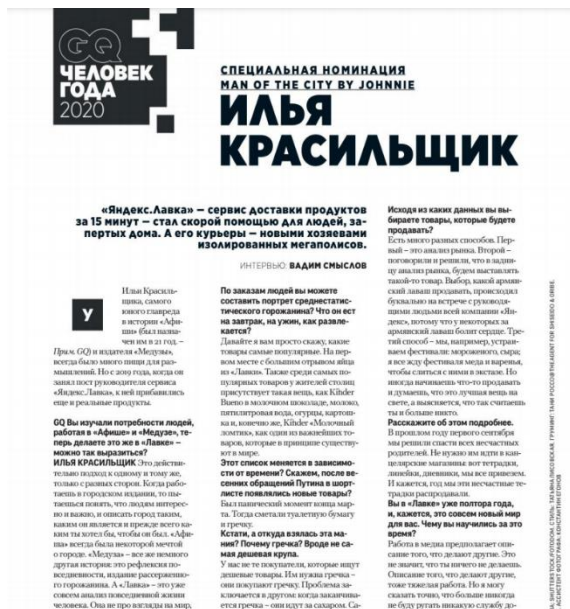 GQ
ЧЕЛОВЕК
ГОДА
2020
СПЕЦИАЛЬНАЯ НОМИНАЦИЯ
MAN OF THE CITY BY JOHNNIE
ИЛЬЯ
КРАСИЛЬЩИК
«Яндекс.Лавка» — сервис доставки продуктов
за 15 минут — стал скорой помощью для людей, за-
пертых дома. А его курьеры — новыми хозяевами
изолированных мегаполисов.
ИНТЕРВЬЮ: ВАДИМ СМЫСЛОВ
У
Ильи Красиль-
щика, самого
юного главреда
в истории «Афи-
ши» (был назна-
чен им в 21 год. –
Прим. GQ) и издателя «Медузы»,
всегда было много пищи для раз-
мышлений. Но с 2019 года, когда он
занял пост руководителя сервиса
«Яндекс.Лавка», к ней прибавились
еще и реальные продукты.
GQ Вы изучали потребности людей,
работая в «Афише» и «Медузе», те-
перь делаете это же в «Лавке» –
можно так выразиться?
ИЛЬЯ КРАСИЛЬЩИК Это действи-
тельно подход к одному и тому же,
только с разных сторон. Когда рабо-
таешь в городском издании, то пы-
таешься понять, что людям интерес-
но и важно, и описать город таким,
каким он является и прежде всего ка-
ким ты хотел бы, чтобы он был. «Афи-
ша» всегда была некоторой мечтой
о городе. «Медуза» – все же немного
другая история: это рефлексия по-
вседневности, издание рассерженно-
го горожанина. А «Лавка» – это уже
совсем анализ повседневной жизни
человека. Она не про взгляды на мир,
По заказам людей вы можете
составить портрет среднестатис-
тического горожанина? Что он ест
на завтрак, на ужин, как развле-
кается?
Давайте я вам просто скажу, какие
товары самые популярные. На пер-
вом месте с большим отрывом яйца
из «Лавки». Также среди самых по-
пулярных товаров у жителей столиц
присутствует такая вещь, как Kinder
Bueno в молочном шоколаде, молоко,
пятилитровая вода, огурцы, картош-
ка и, конечно же, Kinder «Молочный
ломтик», как один из важнейших то-
варов, которые в принципе существу-
ют в мире.
Этот список меняется в зависимо-
сти от времени? Скажем, после ве-
сенних обращений Путина в шорт-
листе появлялись новые товары?
Был панический момент конца мар-
та. Тогда сметали туалетную бумагу
и гречку.
Кстати, а откуда взялась эта ма-
ния? Почему гречка? Вроде не са-
мая дешевая крупа.
У нас те покупатели, которые ищут
дешевые товары. Им нужна гречка –
они покупают гречку. Проблема за-
ключается в другом: когда заканчива-
ется гречка – они идут за сахаром. Са-
Исходя из каких данных вы вы-
бираете товары, которые будете
продавать?
Есть много разных способов. Пер-
вый – это анализ рынка. Второй –
поговорили и решили, что в задни-
цу анализ рынка, будем выставлять
такой-то товар. Выбор, какой армян-
ский лаваш продавать, происходил
буквально на встрече с руководя-
щими людьми всей компании «Ян-
декс», потому что у некоторых за
армянский лаваш болит сердце. Тре-
тий способ – мы, например, устраи-
ваем фестивали: мороженого, сыра;
я все жду фестиваля меда и варенья,
чтобы слиться с ними в экстазе. Но
иногда начинаешь что-то продавать
и думаешь, что это лучшая вещь на
свете, а выясняется, что так считаешь
ты и больше никто.
Расскажите об этом подробнее.
В прошлом году первого сентября
мы решили спасти всех несчастных
родителей. Не нужно им идти в кан-
целярские магазины: вот тетрадки,
линейки, дневники, мы все привезем.
И кажется, год мы эти несчастные те-
традки распродавали.
Вы в «Лавке» уже полтора года,
и, кажется, это совсем новый мир
для вас. Чему вы научились за это
время?
Работа в медиа предполагает опи-
сание того, что делают другие. Это
не значит, что ты ничего не делаешь.
Описание того, что делают другие,
тоже тяжелая работа. Но я могу
сказать точно, что больше никогда
не буду ругать никакую службу до-